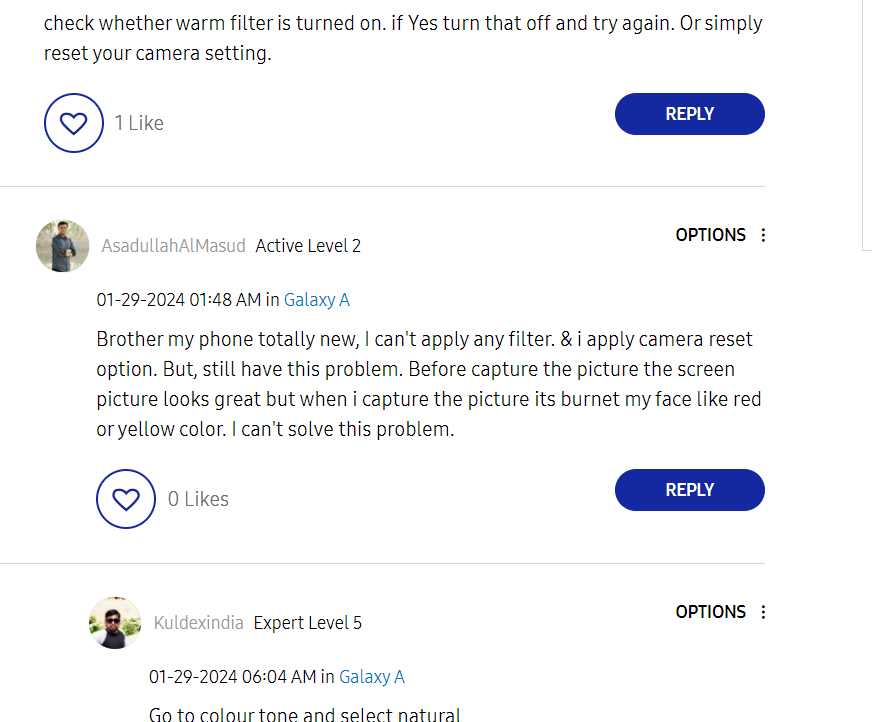 check whether warm filter is turned on. if Yes turn that off and try again. Or simply
reset your camera setting.
1 Like
REPLY
AsadullahAlMasud Active Level 2
OPTIONS
01-29-2024 01:48 AM in Galaxy A
Brother my phone totally new, I can't apply any filter. & i apply camera reset
option. But, still have this problem. Before capture the picture the screen
picture looks great but when i capture the picture its burnet my face like red
or yellow color. I can't solve this problem.
0 Likes
REPLY
Kuldexindia Expert Level 5
OPTIONS
01-29-2024 06:04 AM in Galaxy A
Go to colour tone and select natural